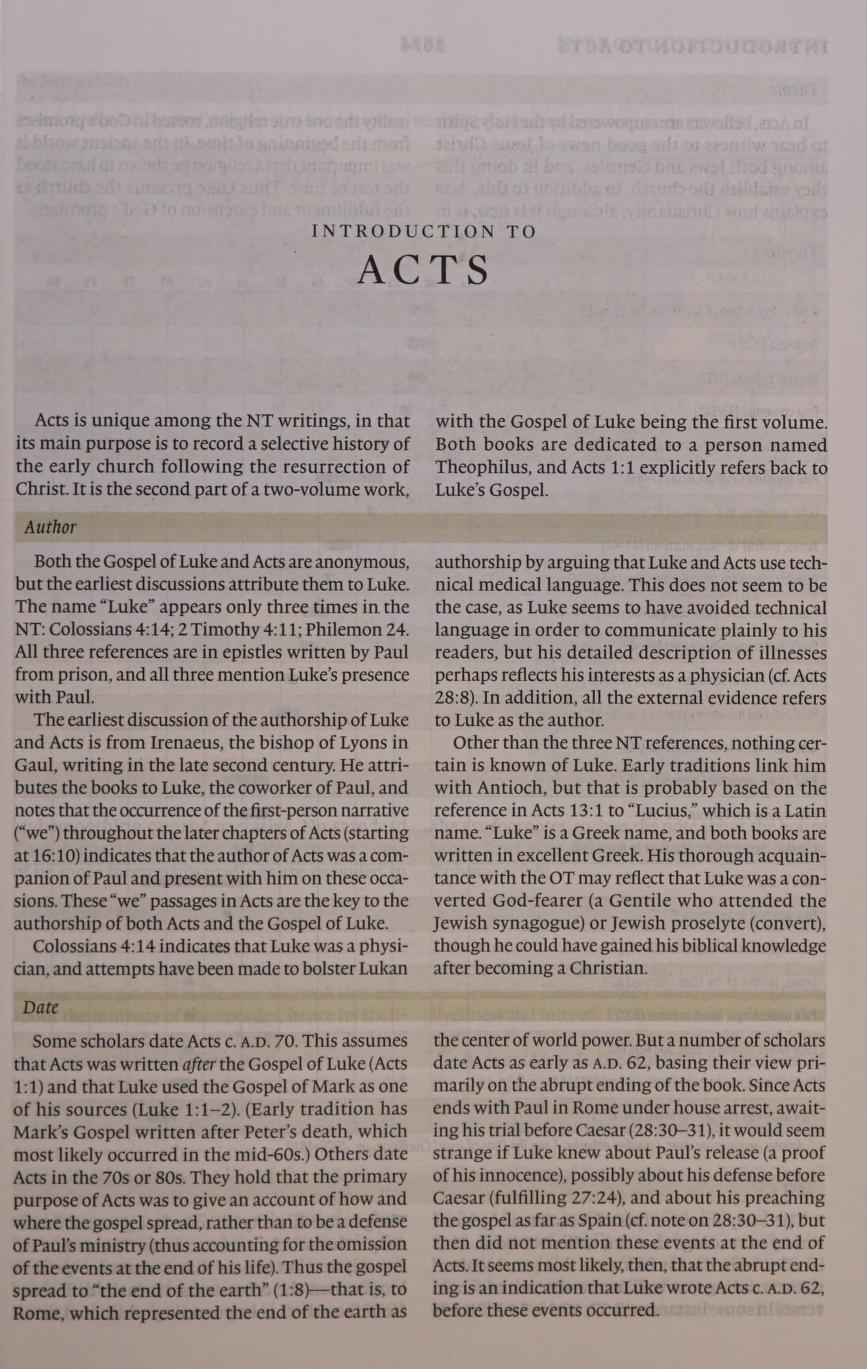 INTRODUCTION TO
ACTS
Acts is unique among the NT writings, in that
its main purpose is to record a selective history of
the early church following the resurrection of
Christ. It is the second part of a two-volume work,
with the Gospel of Luke being the first volume.
Both books are dedicated to a person named
Theophilus, and Acts 1:1 explicitly refers back to
Luke's Gospel.
Author
Both the Gospel of Luke and Acts are anonymous,
but the earliest discussions attribute them to Luke.
The name “Luke” appears only three times in the
NT: Colossians 4:14; 2 Timothy 4:11; Philemon 24.
All three references are in epistles written by Paul
from prison, and all three mention Luke's presence
with Paul.
The earliest discussion of the authorship of Luke
and Acts is from Irenaeus, the bishop of Lyons in
Gaul, writing in the late second century. He attri-
butes the books to Luke, the coworker of Paul, and
notes that the occurrence of the first-person narrative
(“we”) throughout the later chapters of Acts (starting
at 16:10) indicates that the author of Acts was a com-
panion of Paul and present with him on these occa-
sions. These “we” passages in Acts are the key to the
authorship of both Acts and the Gospel of Luke.
Colossians 4:14 indicates that Luke was a physi-
cian, and attempts have been made to bolster Lukan
authorship by arguing that Luke and Acts use tech-
nical medical language. This does not seem to be
the case, as Luke seems to have avoided technical
language in order to communicate plainly to his
readers, but his detailed description of illnesses
perhaps reflects his interests as a physician (cf. Acts
28:8). In addition, all the external evidence refers
to Luke as the author.
Other than the three NT references, nothing cer-
tain is known of Luke. Early traditions link him
with Antioch, but that is probably based on the
reference in Acts 13:1 to “Lucius,” which is a Latin
name. “Luke” is a Greek name, and both books are
written in excellent Greek. His thorough acquain-
tance with the OT may reflect that Luke was a con-
verted God-fearer (a Gentile who attended the
Jewish synagogue) or Jewish proselyte (convert),
though he could have gained his biblical knowledge
after becoming a Christian.
Date
Some scholars date Acts c. A.D. 70. This assumes
that Acts was written after the Gospel of Luke (Acts
1:1) and that Luke used the Gospel of Mark as one
of his sources (Luke 1:1–2). (Early tradition has
Mark's Gospel written after Peter's death, which
most likely occurred in the mid-60s.) Others date
Acts in the 70s or 80s. They hold that the primary
purpose of Acts was to give an account of how and
where the gospel spread, rather than to be a defense
of Paul's ministry (thus accounting for the omission
of the events at the end of his life). Thus the gospel
spread to “the end of the earth” (1:8)—that is, to
Rome, which represented the end of the earth as
the center of world power. But a number of scholars
date Acts as early as A.D. 62, basing their view pri-
marily on the abrupt ending of the book. Since Acts
ends with Paul in Rome under house arrest, await-
ing his trial before Caesar (28:30–31), it would seem
strange if Luke knew about Paul's release (a proof
of his innocence), possibly about his defense before
Caesar (fulfilling 27:24), and about his preaching
the gospel as far as Spain (cf. note on 28:30–31), but
then did not mention these events at the end of
Acts. It seems most likely, then, that the abrupt end-
ing is an indication that Luke wrote Acts c. A.D. 62,
before these events occurred.